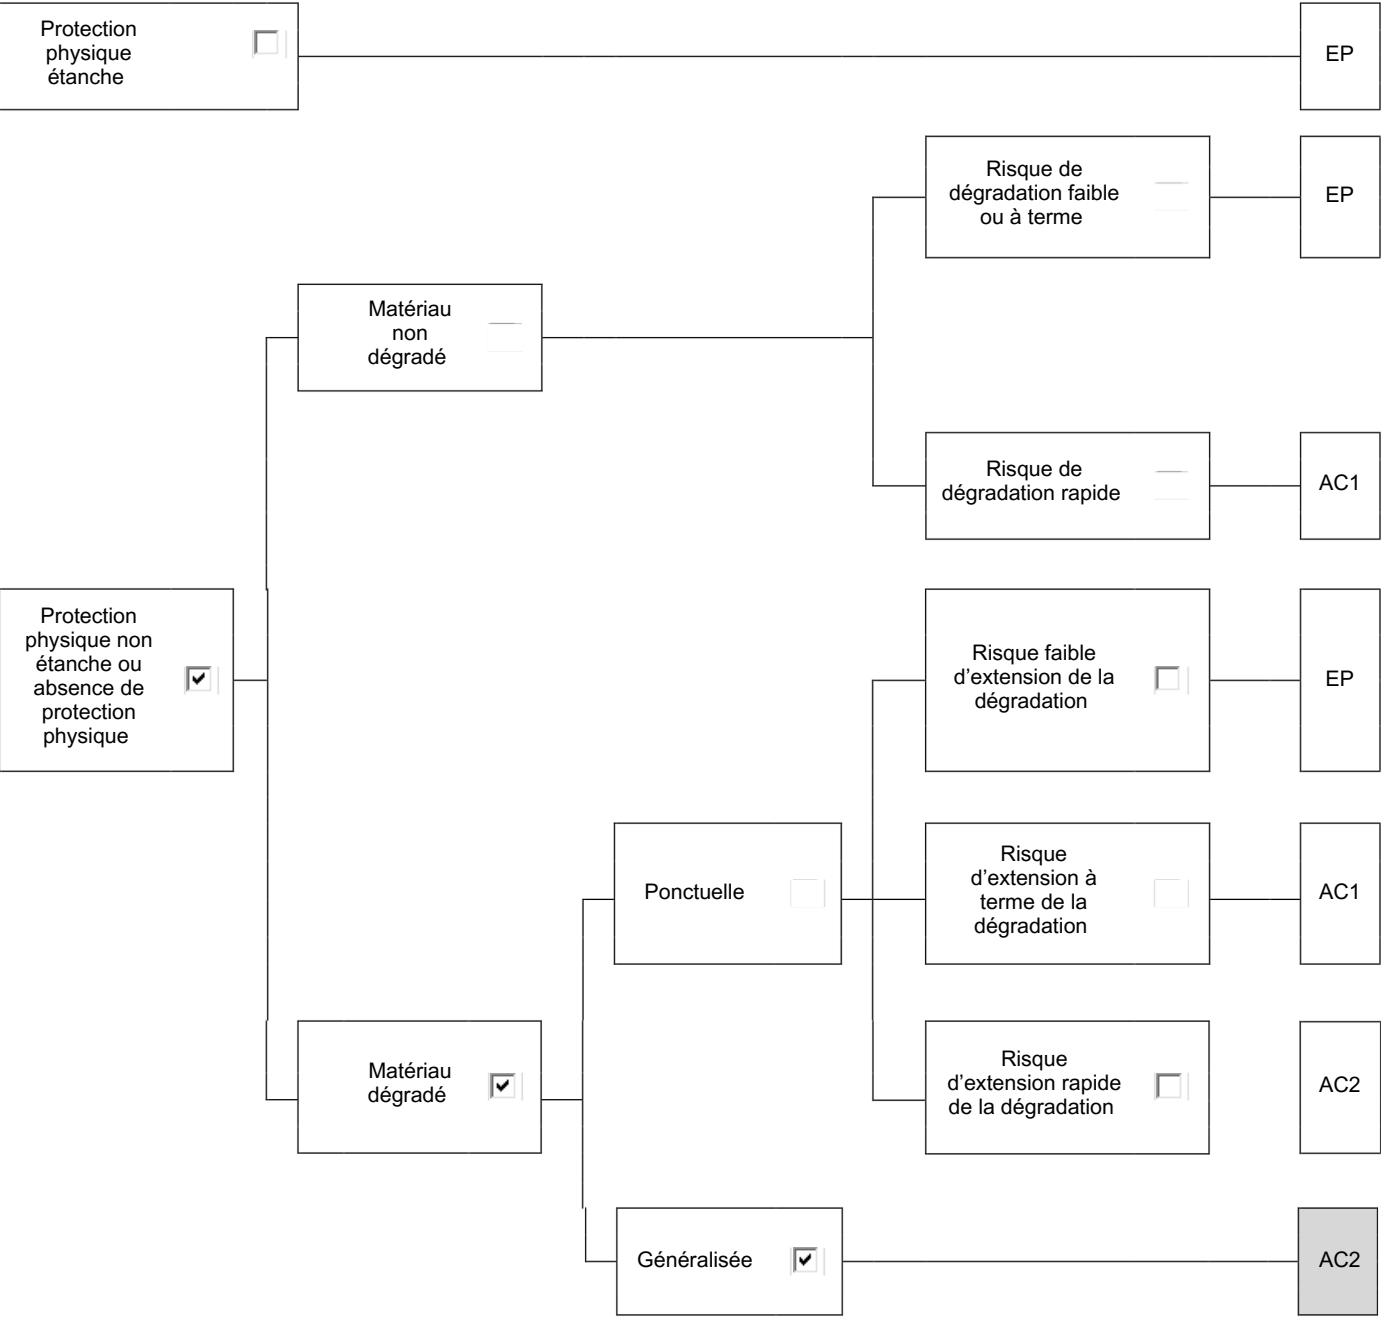 Protection
physique
étanche
EP
Risque de
dégradation faible
ou à terme
EP
Matériau
non
dégradé
Risque de
dégradation rapide
AC1
Protection
physique non
étanche ou
absence de
protection
physique
Risque faible
d'extension de la
dégradation
EP
Ponctuelle
Risque
d'extension à
terme de la
dégradation
AC1
Matériau
dégradé
Risque
d'extension rapide
de la dégradation
AC2
Généralisée
AC2